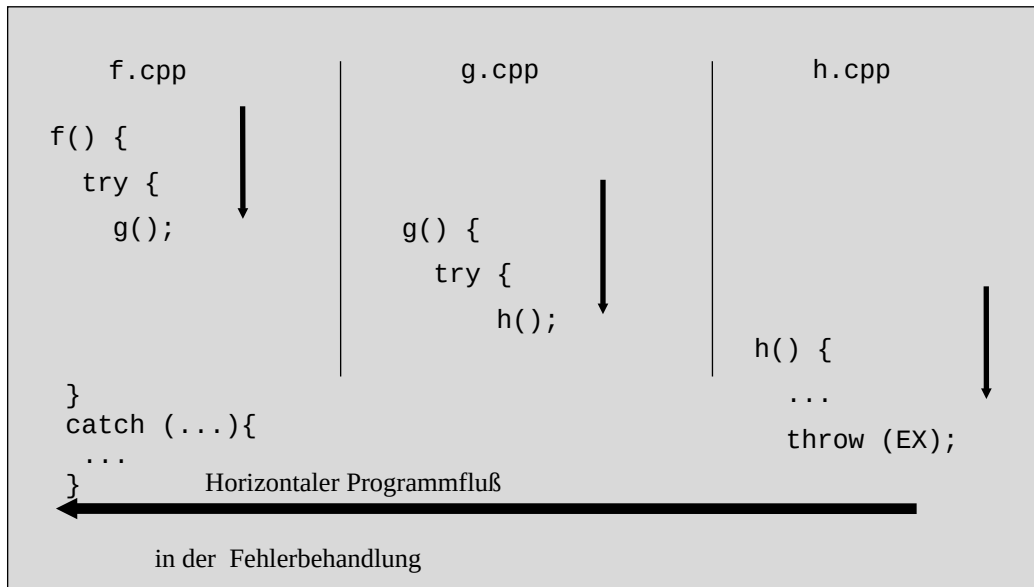 f.cpp
f() {
try {
g();
}
catch (...){
...
}
g.cpp
g() {
try {
h();
h.cpp
h() {
...
throw (EX);
Horizontaler Programmfluß
in der Fehlerbehandlung